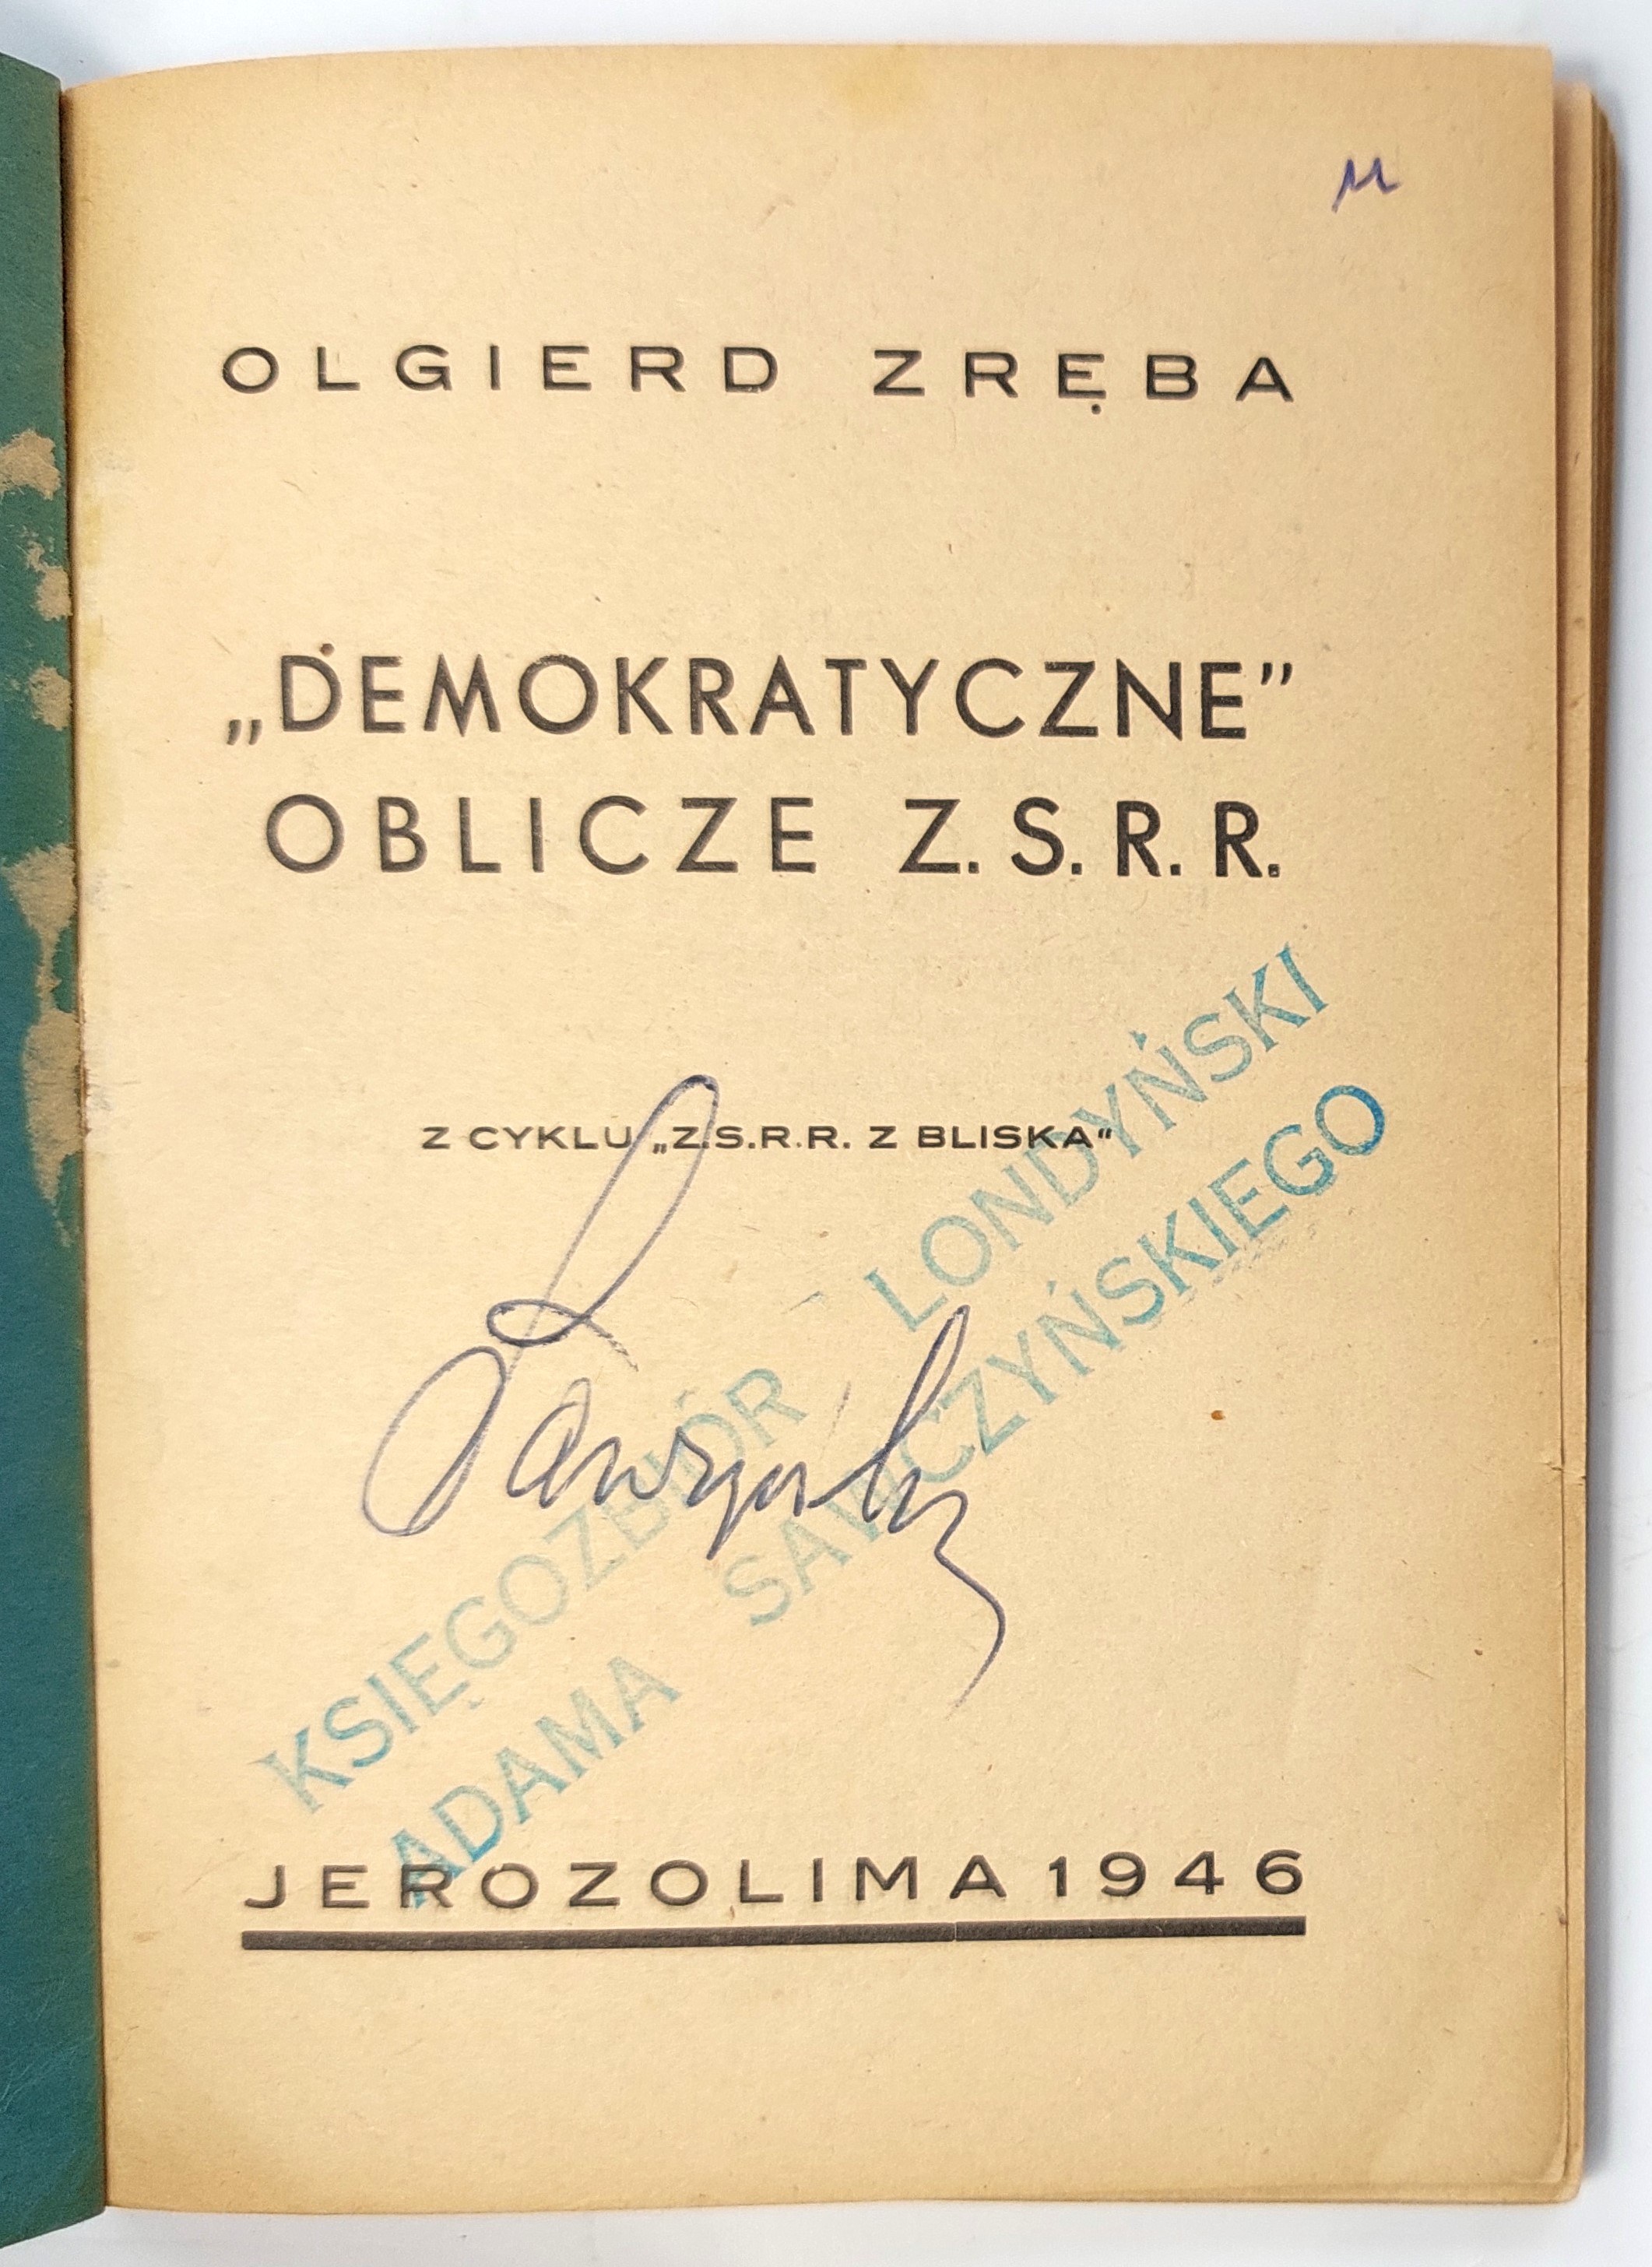 OLGIERD ZRĘBA
„DEMOKRATYCZNE”
OBLICZE Z.S.R.R.
Z CYKLU „Z.S.R.R. Z BLISKA“
KSIĘGOZBIÓR LONDYŃSKI
ADAMA SAWCZYŃSKIEGO
JEROZOLIMA 1946